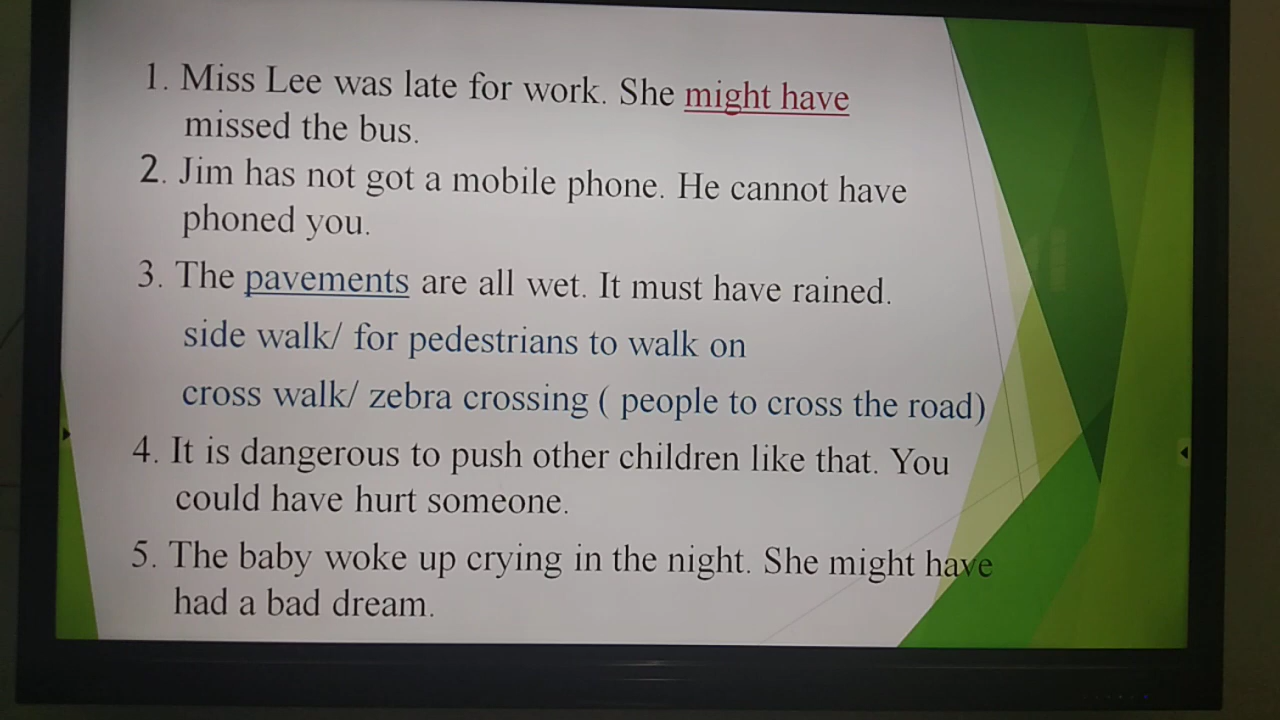 1. Miss Lee was late for work. She might have
missed the bus.
2. Jim has not got a mobile phone. He cannot have
phoned you.
3. The pavements are all wet. It must have rained.
side walk/ for pedestrians to walk on
cross walk/ zebra crossing ( people to cross the road)
4. It is dangerous to push other children like that. You
could have hurt someone.
5. The baby woke up crying in the night. She might have
had a bad dream.